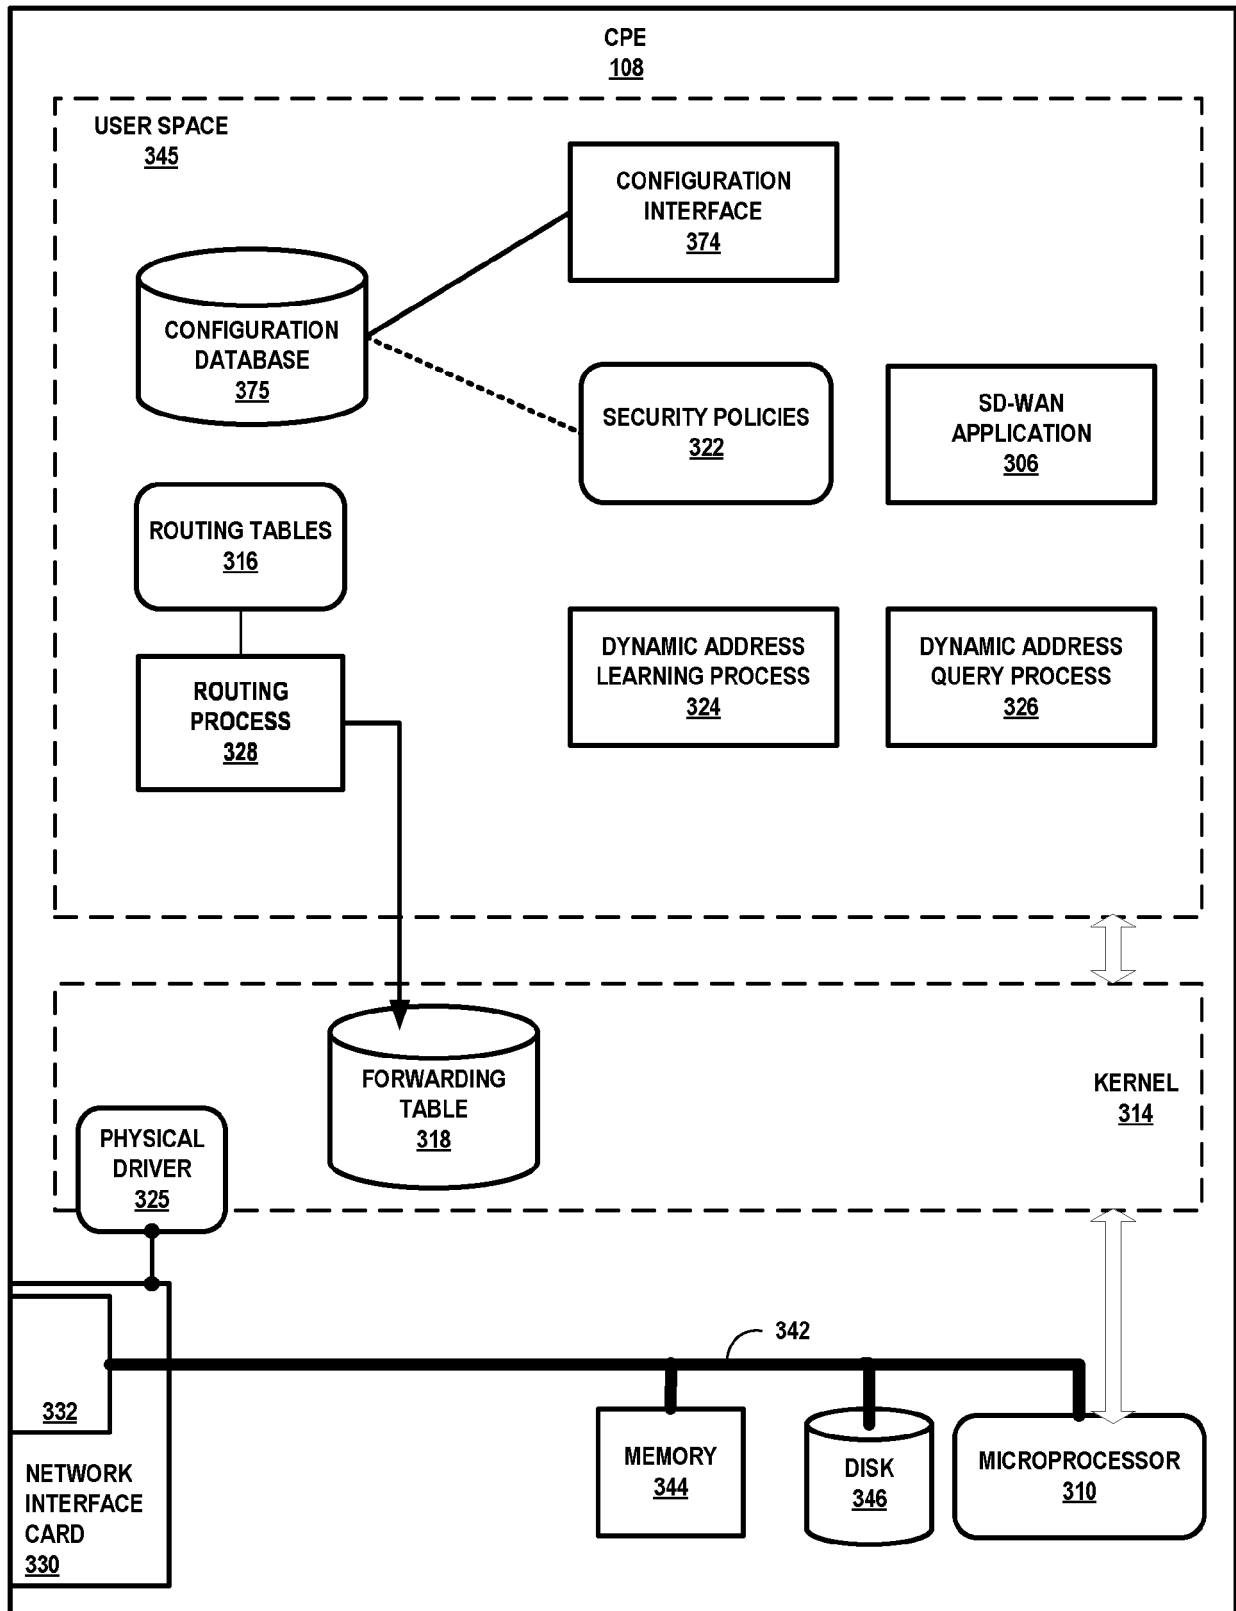 CPE
108
USER SPACE
345
CONFIGURATION
INTERFACE
374
CONFIGURATION
DATABASE
375
SECURITY POLICIES
322
SD-WAN
APPLICATION
306
ROUTING TABLES
316
DYNAMIC ADDRESS
LEARNING PROCESS
324
DYNAMIC ADDRESS
QUERY PROCESS
326
ROUTING
PROCESS
328
FORWARDING
TABLE
318
KERNEL
314
PHYSICAL
DRIVER
325
342
332
NETWORK
INTERFACE
CARD
330
MEMORY
344
DISK
346
MICROPROCESSOR
310